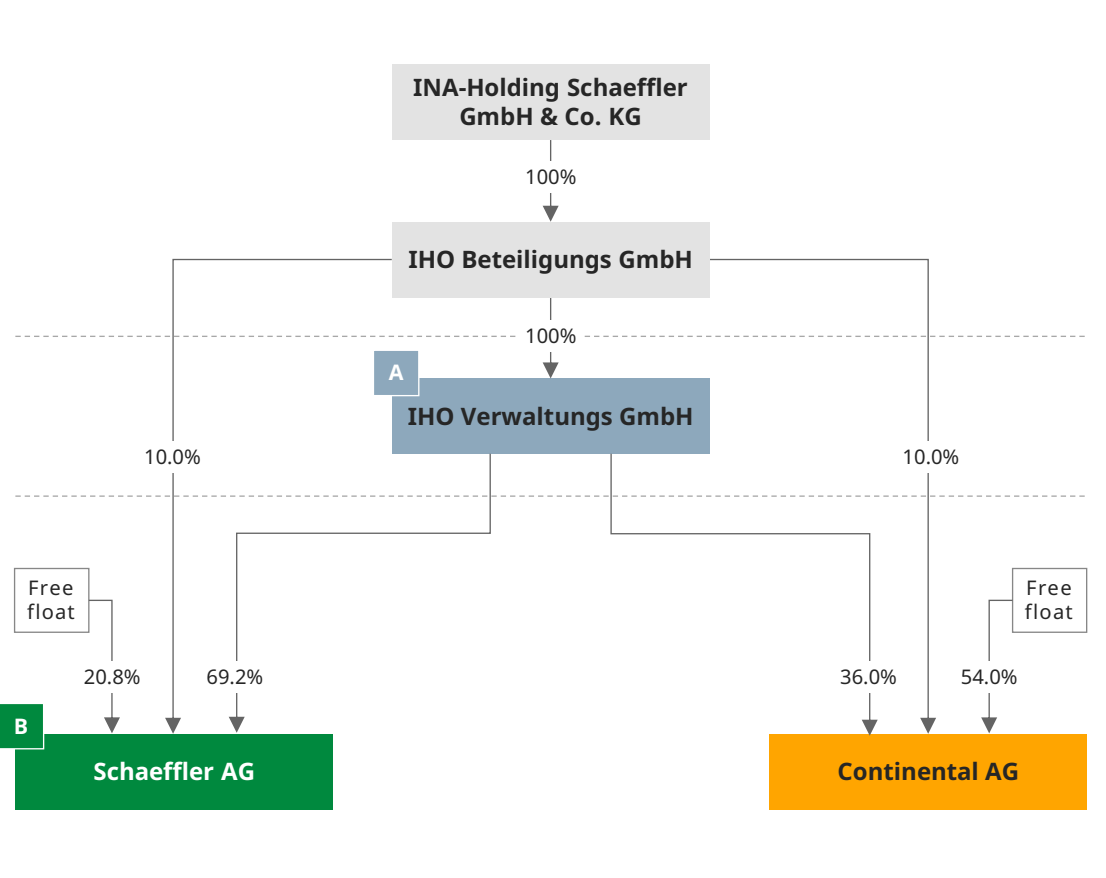 INA-Holding Schaeffler
GmbH & Co. KG
100%
IHO Beteiligungs GmbH
100%
A
IHO Verwaltungs GmbH
10.0%
10.0%
Free
float
Free
float
20.8%
69.2%
36.0%
54.0%
B
Schaeffler AG
Continental AG